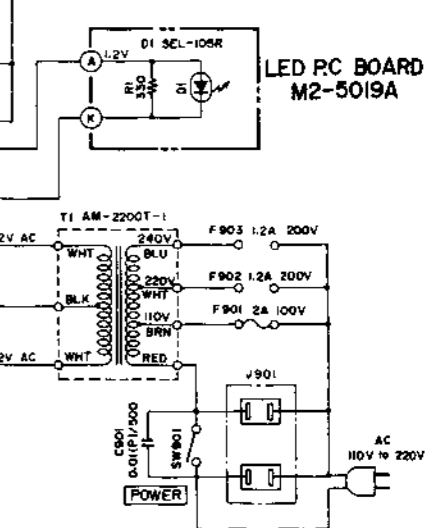 D1 SEL-105R
A
1.2V
R1
330
D1
K
LED P.C BOARD
M2-5019A
T1 AM-2200T-1
2V AC
WHT
240V
BLU
220V
WHT
BLK
110V
BRN
2V AC
WHT
RED
F903 1.2A 200V
F902 1.2A 200V
F901 2A 100V
J901
C901
0.01(P)/500
SW901
POWER
AC
110V to 220V